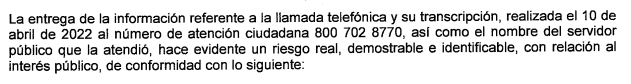 La entrega de la información referente a la llamada telefónica y su transcripción, realizada el 10 de
abril de 2022 al número de atención ciudadana 800 702 8770, así como el nombre del servidor
público que la atendió, hace evidente un riesgo real, demostrable e identificable, con relación al
interés público, de conformidad con lo siguiente: